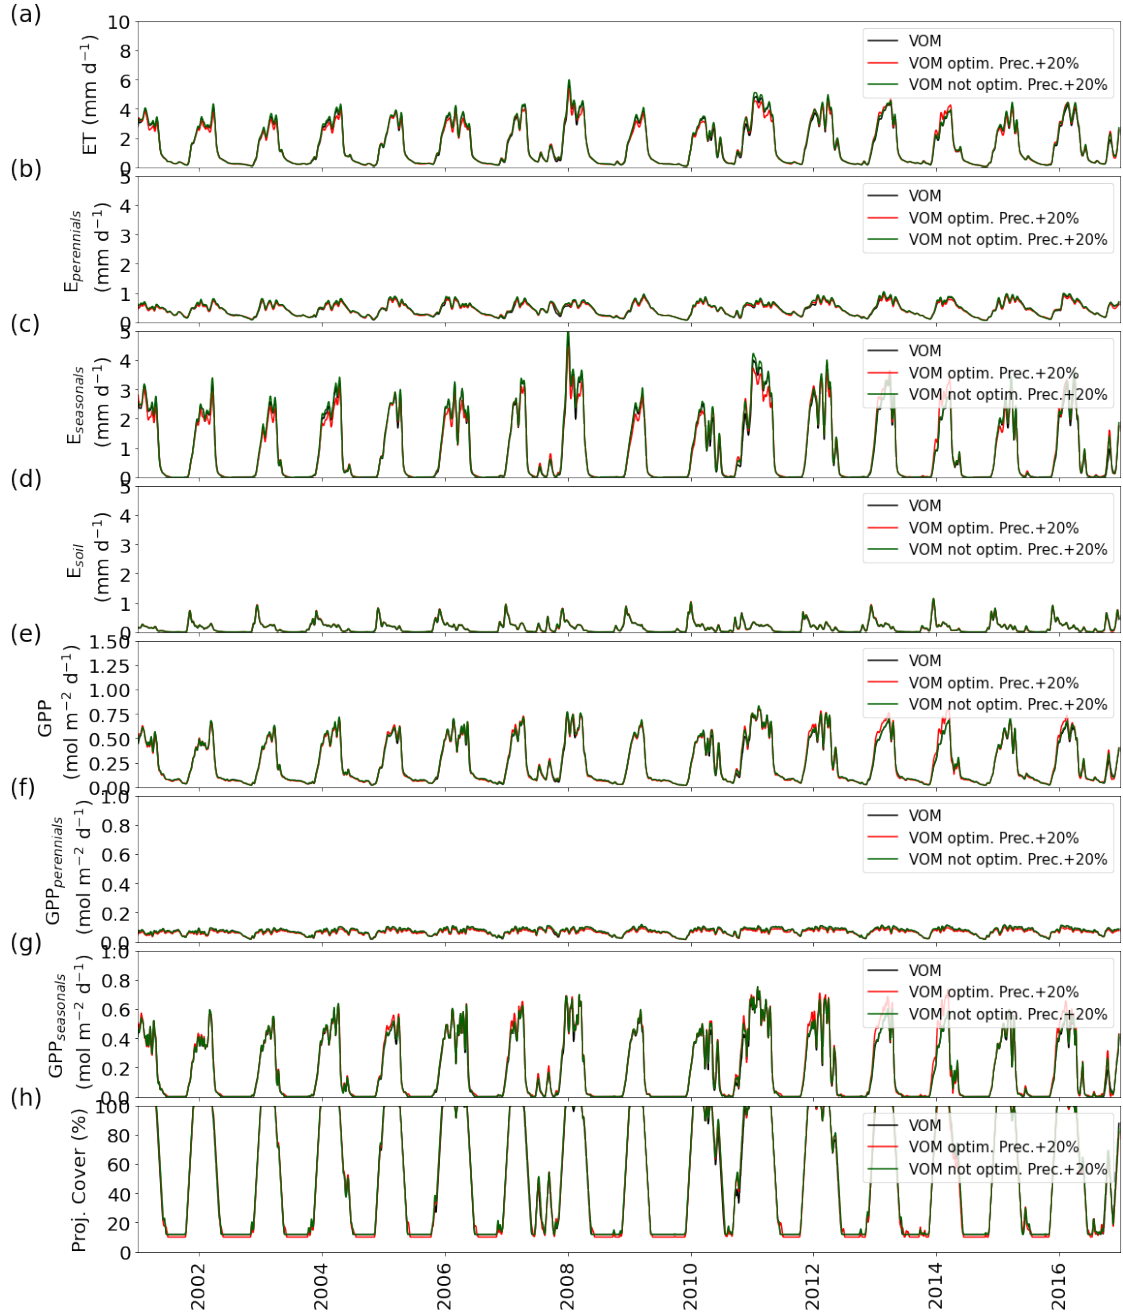 (a)
ET (mm d⁻¹)
10
8
6
4
2
0
VOM
VOM optim. Prec.+20%
VOM not optim. Prec.+20%
(b)
E_perennials
(mm d⁻¹)
5
4
3
2
1
0
VOM
VOM optim. Prec.+20%
VOM not optim. Prec.+20%
(c)
E_seasonals
(mm d⁻¹)
5
4
3
2
1
0
VOM
VOM optim. Prec.+20%
VOM not optim. Prec.+20%
(d)
E_soil
(mm d⁻¹)
5
4
3
2
1
0
VOM
VOM optim. Prec.+20%
VOM not optim. Prec.+20%
(e)
GPP
(mol m⁻² d⁻¹)
1.50
1.25
1.00
0.75
0.50
0.25
0.00
VOM
VOM optim. Prec.+20%
VOM not optim. Prec.+20%
(f)
GPP_perennials
(mol m⁻² d⁻¹)
1.0
0.8
0.6
0.4
0.2
0.0
VOM
VOM optim. Prec.+20%
VOM not optim. Prec.+20%
(g)
GPP_seasonals
(mol m⁻² d⁻¹)
1.0
0.8
0.6
0.4
0.2
0.0
VOM
VOM optim. Prec.+20%
VOM not optim. Prec.+20%
(h)
Proj. Cover (%)
100
80
60
40
20
0
VOM
VOM optim. Prec.+20%
VOM not optim. Prec.+20%
2002
2004
2006
2008
2010
2012
2014
2016